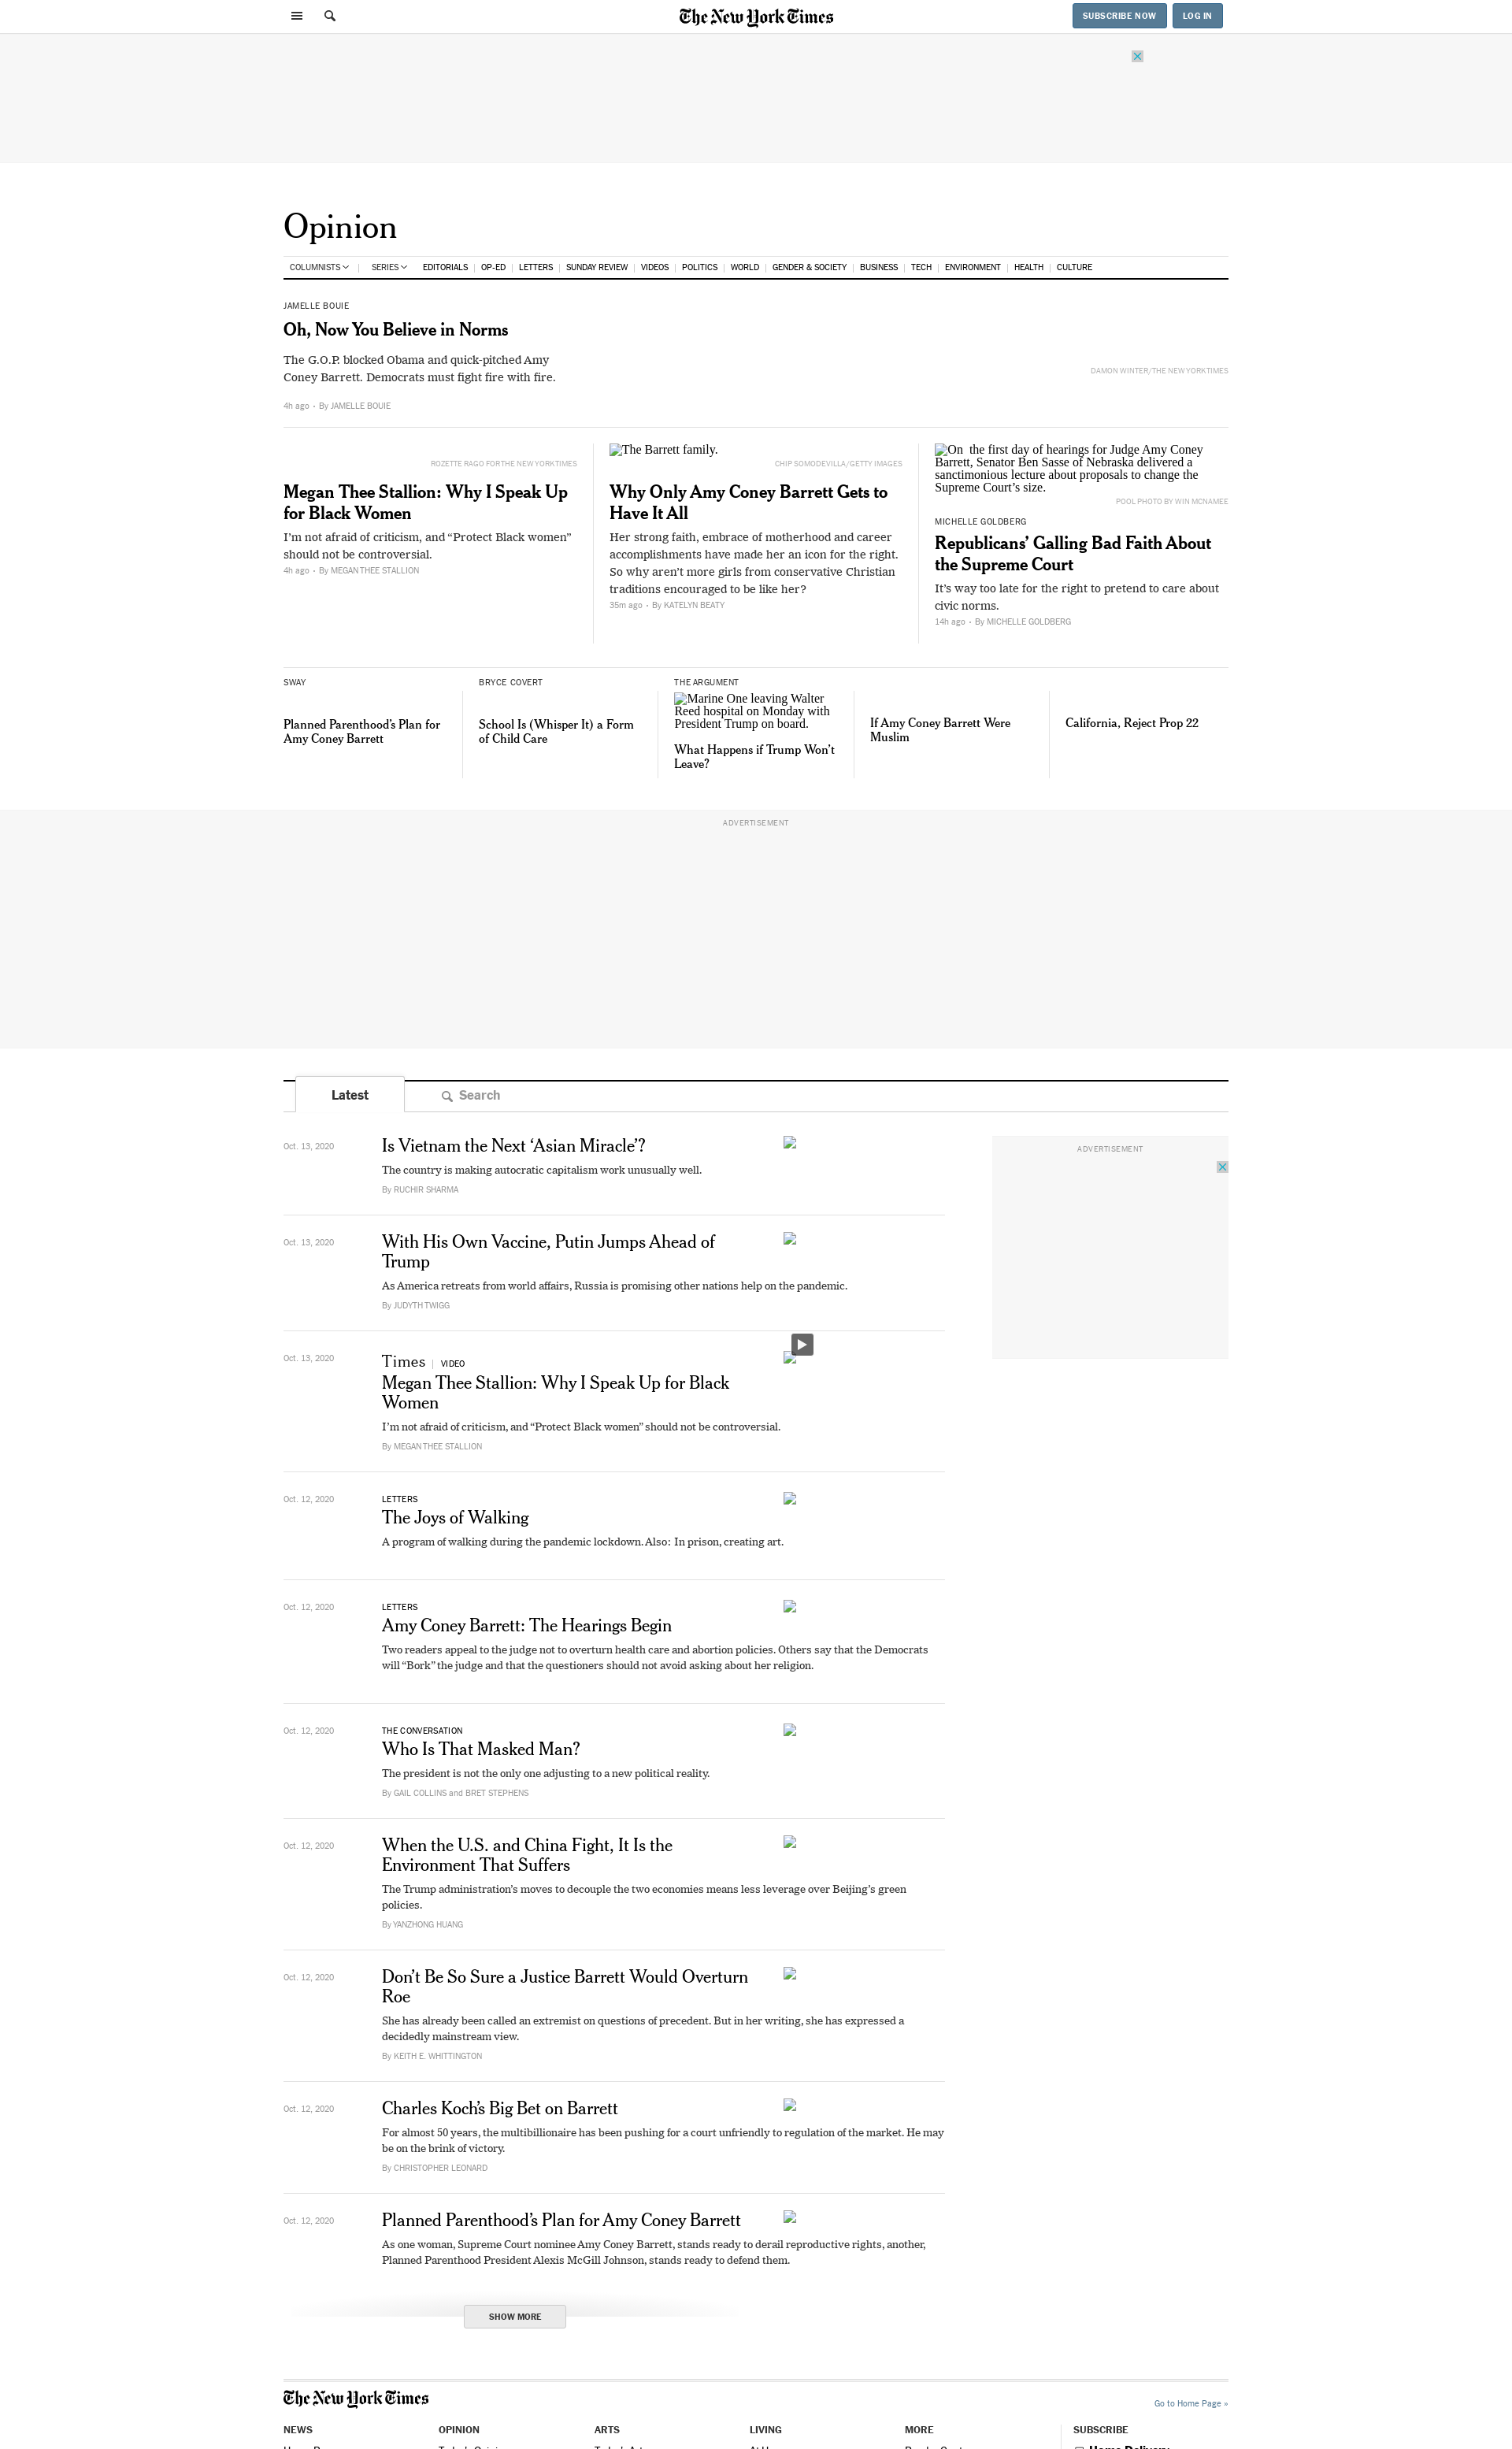 The New York Times
SUBSCRIBE NOW
LOG IN
Opinion
COLUMNISTS | SERIES EDITORIALS | OP-ED | LETTERS | SUNDAY REVIEW | VIDEOS | POLITICS | WORLD | GENDER & SOCIETY | BUSINESS | TECH | ENVIRONMENT | HEALTH | CULTURE
JAMELLE BOUIE
Oh, Now You Believe in Norms
The G.O.P. blocked Obama and quick-pitched Amy
Coney Barrett. Democrats must fight fire with fire.
4h ago • By JAMELLE BOUIE
DAMON WINTER/THE NEW YORK TIMES
ROZETTE RAGO FOR THE NEW YORK TIMES
Megan Thee Stallion: Why I Speak Up
for Black Women
I’m not afraid of criticism, and “Protect Black women”
should not be controversial.
4h ago • By MEGAN THEE STALLION
The Barrett family.
CHIP SOMODEVILLA/GETTY IMAGES
Why Only Amy Coney Barrett Gets to
Have It All
Her strong faith, embrace of motherhood and career
accomplishments have made her an icon for the right.
So why aren’t more girls from conservative Christian
traditions encouraged to be like her?
35m ago • By KATELYN BEATY
On the first day of hearings for Judge Amy Coney
Barrett, Senator Ben Sasse of Nebraska delivered a
sanctimonious lecture about proposals to change the
Supreme Court’s size.
POOL PHOTO BY WIN MCNAMEE
MICHELLE GOLDBERG
Republicans’ Galling Bad Faith About
the Supreme Court
It’s way too late for the right to pretend to care about
civic norms.
14h ago • By MICHELLE GOLDBERG
SWAY
Planned Parenthood’s Plan for
Amy Coney Barrett
BRYCE COVERT
School Is (Whisper It) a Form
of Child Care
THE ARGUMENT
Marine One leaving Walter
Reed hospital on Monday with
President Trump on board.
What Happens if Trump Won’t
Leave?
If Amy Coney Barrett Were
Muslim
California, Reject Prop 22
ADVERTISEMENT
Latest
Search
Oct. 13, 2020
Is Vietnam the Next ‘Asian Miracle’?
The country is making autocratic capitalism work unusually well.
By RUCHIR SHARMA
ADVERTISEMENT
Oct. 13, 2020
With His Own Vaccine, Putin Jumps Ahead of
Trump
As America retreats from world affairs, Russia is promising other nations help on the pandemic.
By JUDYTH TWIGG
Oct. 13, 2020
Times | VIDEO
Megan Thee Stallion: Why I Speak Up for Black
Women
I’m not afraid of criticism, and “Protect Black women” should not be controversial.
By MEGAN THEE STALLION
Oct. 12, 2020
LETTERS
The Joys of Walking
A program of walking during the pandemic lockdown. Also: In prison, creating art.
Oct. 12, 2020
LETTERS
Amy Coney Barrett: The Hearings Begin
Two readers appeal to the judge not to overturn health care and abortion policies. Others say that the Democrats
will “Bork” the judge and that the questioners should not avoid asking about her religion.
Oct. 12, 2020
THE CONVERSATION
Who Is That Masked Man?
The president is not the only one adjusting to a new political reality.
By GAIL COLLINS and BRET STEPHENS
Oct. 12, 2020
When the U.S. and China Fight, It Is the
Environment That Suffers
The Trump administration’s moves to decouple the two economies means less leverage over Beijing’s green
policies.
By YANZHONG HUANG
Oct. 12, 2020
Don’t Be So Sure a Justice Barrett Would Overturn
Roe
She has already been called an extremist on questions of precedent. But in her writing, she has expressed a
decidedly mainstream view.
By KEITH E. WHITTINGTON
Oct. 12, 2020
Charles Koch’s Big Bet on Barrett
For almost 50 years, the multibillionaire has been pushing for a court unfriendly to regulation of the market. He may
be on the brink of victory.
By CHRISTOPHER LEONARD
Oct. 12, 2020
Planned Parenthood’s Plan for Amy Coney Barrett
As one woman, Supreme Court nominee Amy Coney Barrett, stands ready to derail reproductive rights, another,
Planned Parenthood President Alexis McGill Johnson, stands ready to defend them.
SHOW MORE
The New York Times
Go to Home Page »
NEWS
OPINION
ARTS
LIVING
MORE
SUBSCRIBE